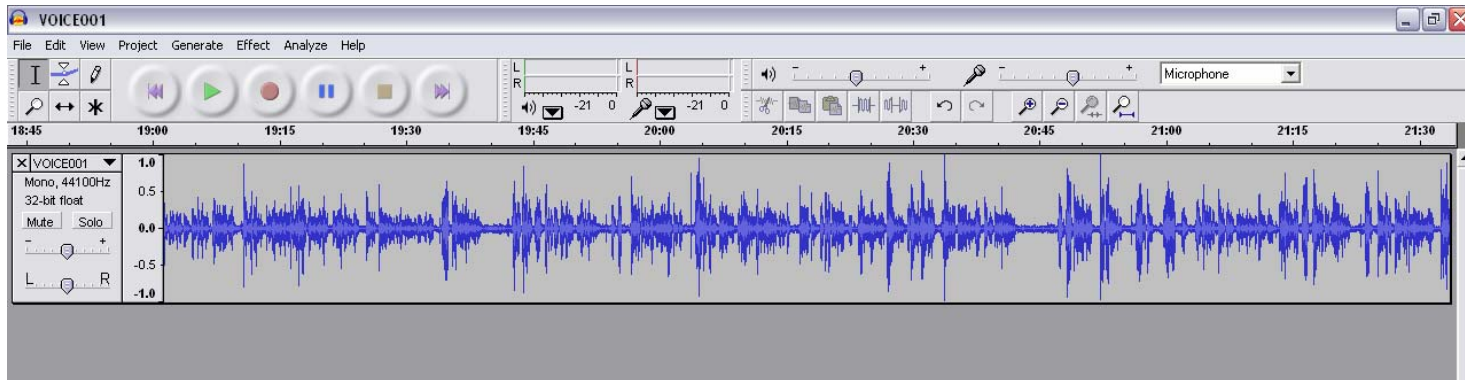 VOICE001
File Edit View Project Generate Effect Analyze Help
L
R
-21 0
L
R
-21 0
- +
- +
Microphone
18:45 19:00 19:15 19:30 19:45 20:00 20:15 20:30 20:45 21:00 21:15 21:30
X VOICE001
Mono, 44100Hz
32-bit float
Mute Solo
- +
L R
1.0
0.5
0.0
-0.5
-1.0